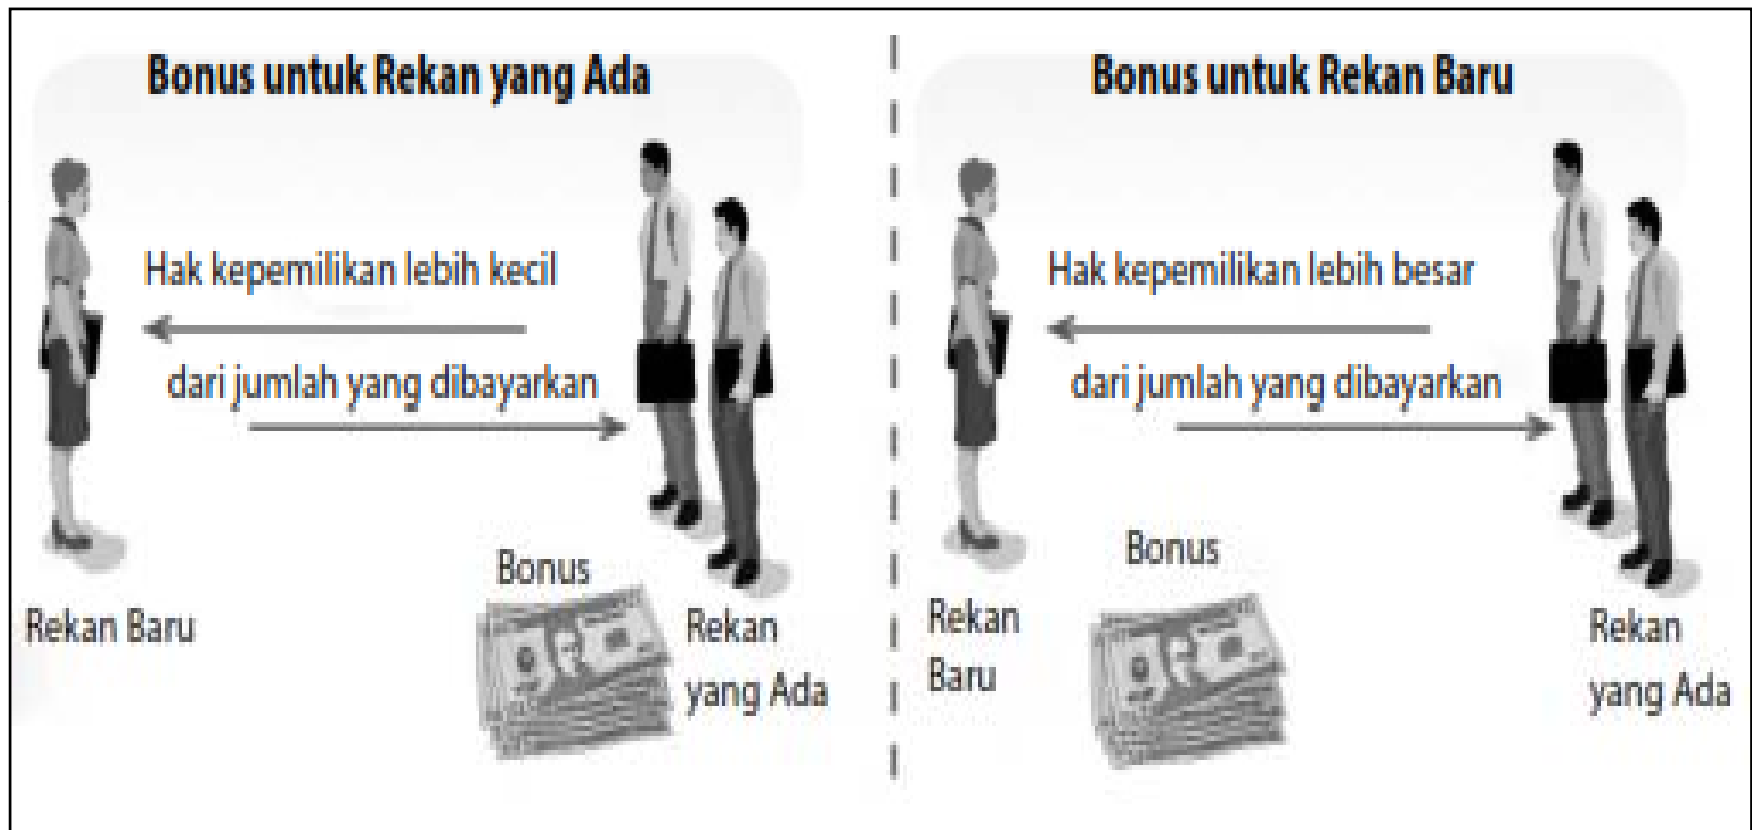 Bonus untuk Rekan yang Ada
Hak kepemilikan lebih kecil
dari jumlah yang dibayarkan
Bonus
Rekan Baru
Rekan
yang Ada
Bonus untuk Rekan Baru
Hak kepemilikan lebih besar
dari jumlah yang dibayarkan
Bonus
Rekan
Baru
Rekan
yang Ada